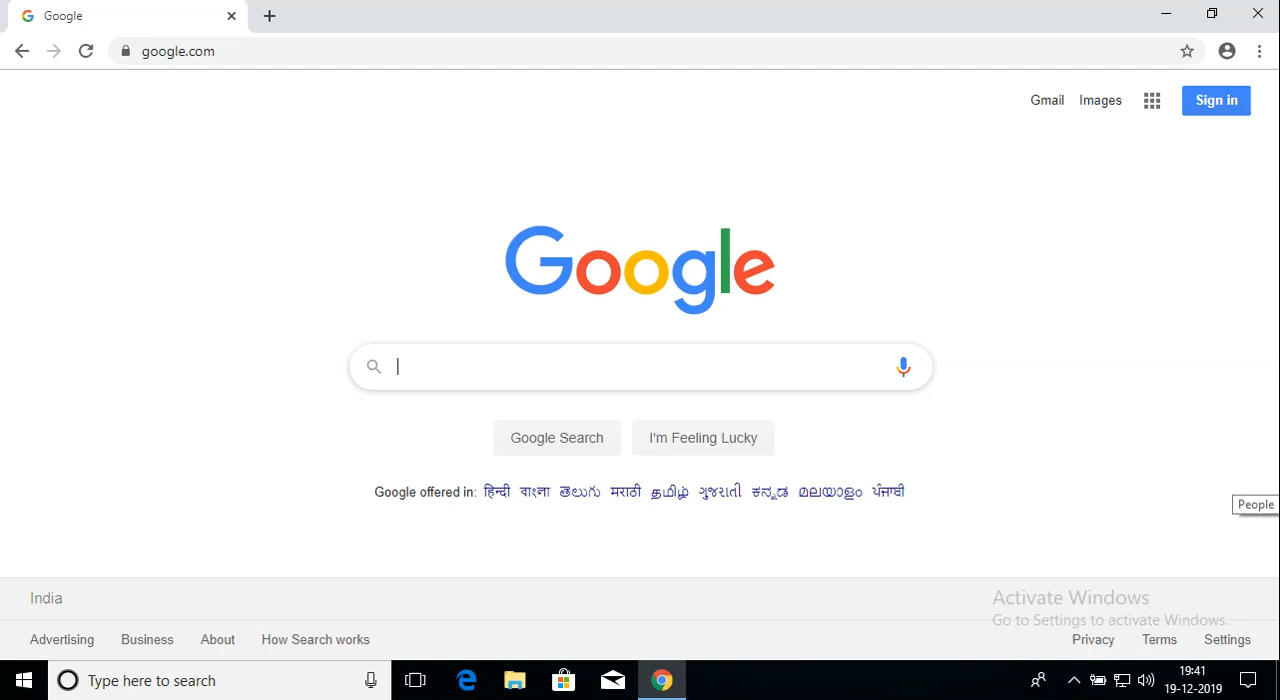 Google
google.com
Gmail Images Sign in
Google
Google Search I'm Feeling Lucky
Google offered in: हिन्दी বাংলা తెలుగు मराठी தமிழ் ગુજરાતી ಕನ್ನಡ മലയാളം ਪੰਜਾਬੀ
People
India
Activate Windows
Go to Settings to activate Windows.
Advertising Business About How Search works Privacy Terms Settings
Type here to search
19:41
19-12-2019